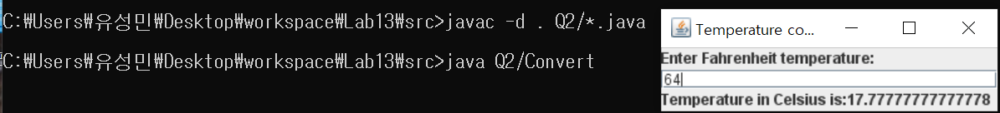 C:\Users\유성민\Desktop\workspace\Lab13\src>javac -d . Q2/*.java
C:\Users\유성민\Desktop\workspace\Lab13\src>java Q2/Convert
Temperature co...
Enter Fahrenheit temperature:
64
Temperature in Celsius is:17.77777777777778